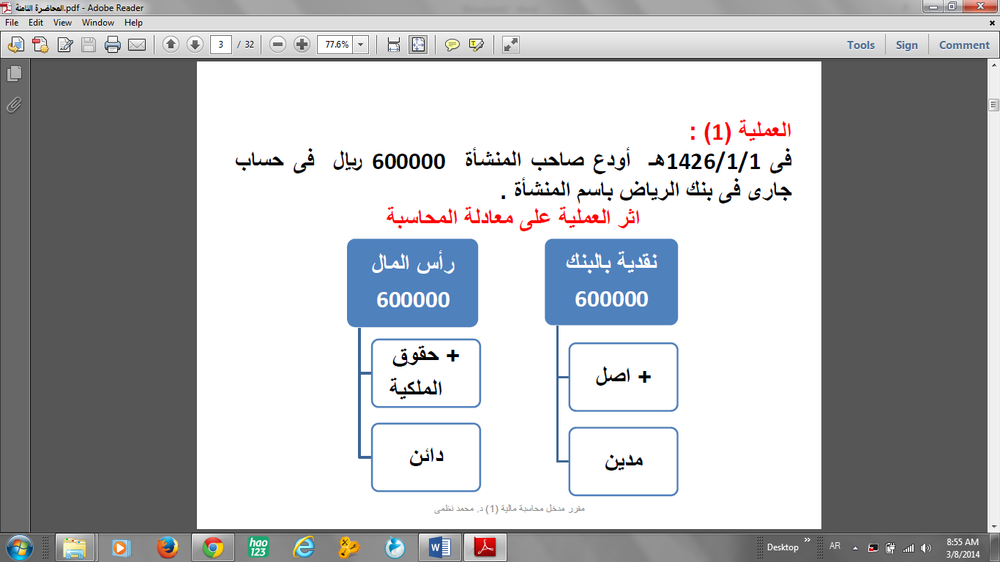 المحاضرة الثامنة.pdf - Adobe Reader
File Edit View Window Help
3 / 32 77.6% Tools Sign Comment
العملية (1) :
فى 1426/1/1هـ أودع صاحب المنشأة 600000 ريال فى حساب
جارى فى بنك الرياض باسم المنشأة .
اثر العملية على معادلة المحاسبة
نقدية بالبنك
600000
+ اصل
مدين
رأس المال
600000
+ حقوق
الملكية
دائن
مقرر مدخل محاسبة مالية (1) د. محمد نظمى
hao
123
Desktop AR
8:55 AM
3/8/2014